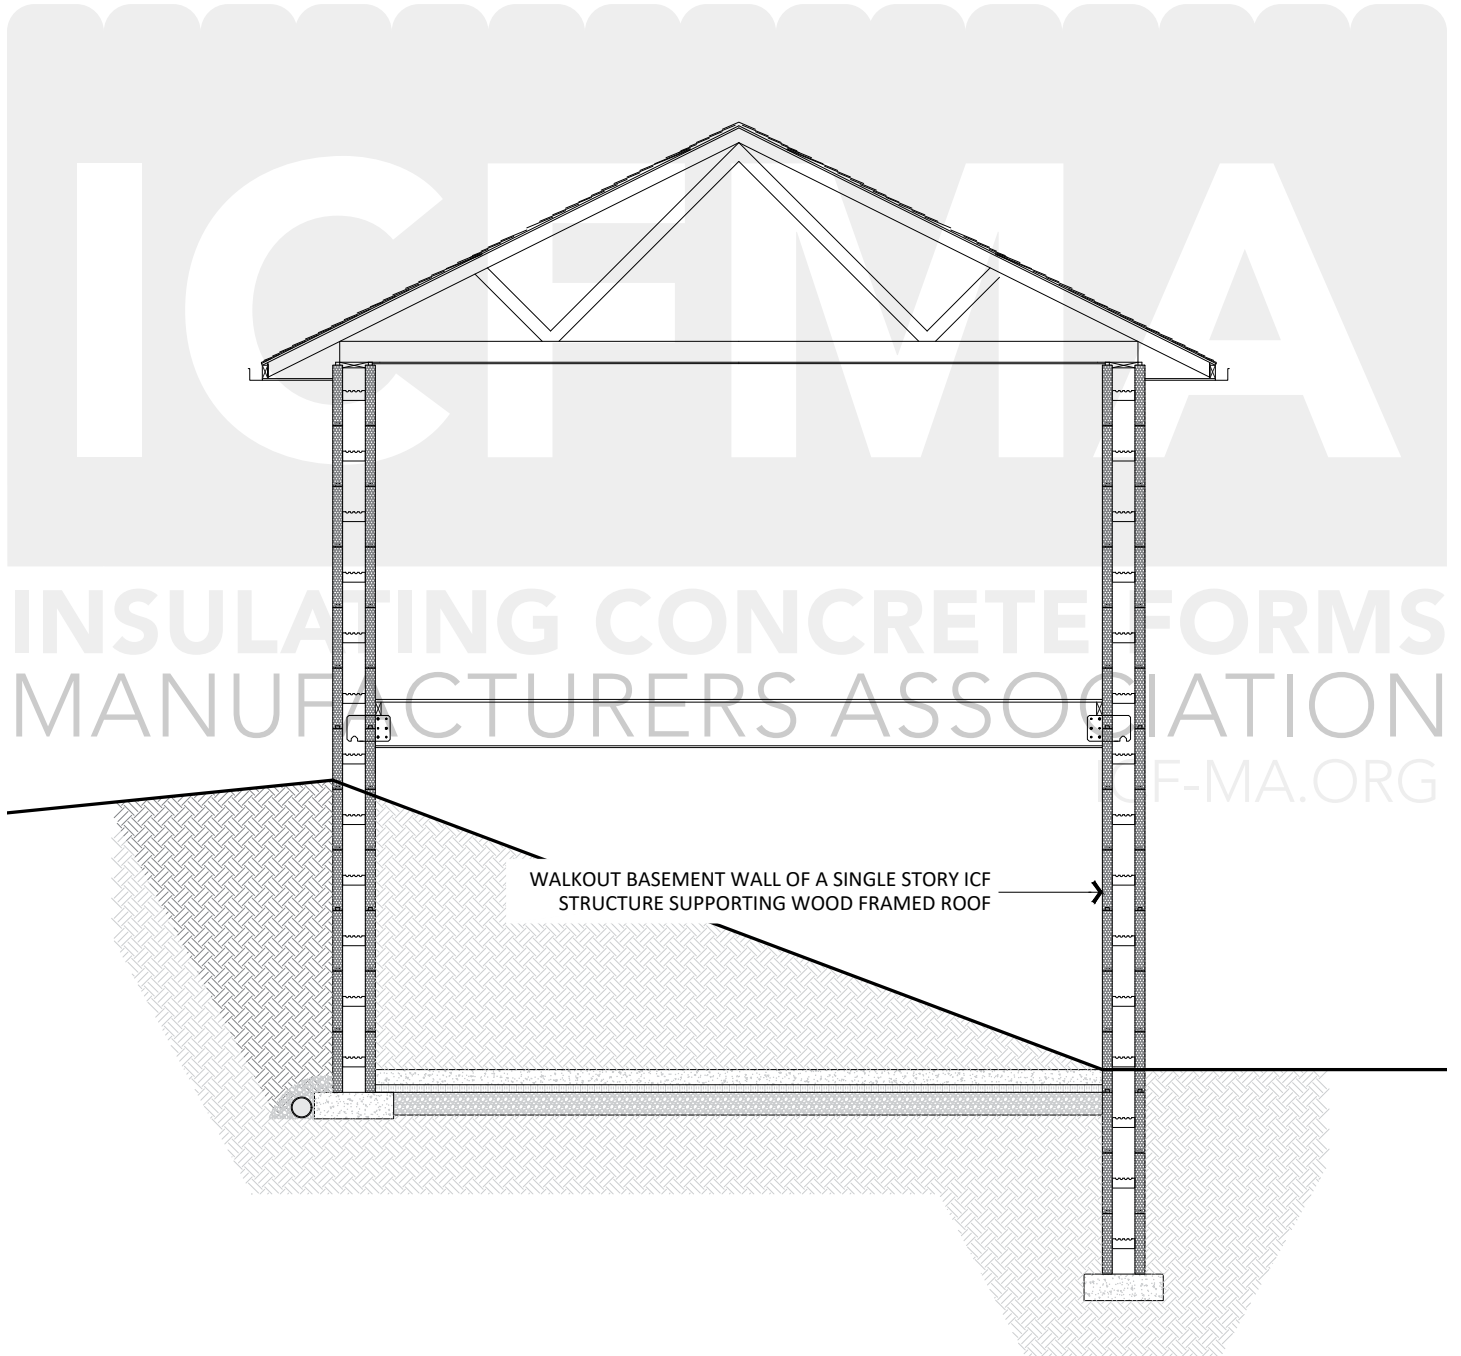 ICFMA
INSULATING CONCRETE FORMS
MANUFACTURERS ASSOCIATION
ICF-MA.ORG
WALKOUT BASEMENT WALL OF A SINGLE STORY ICF
STRUCTURE SUPPORTING WOOD FRAMED ROOF